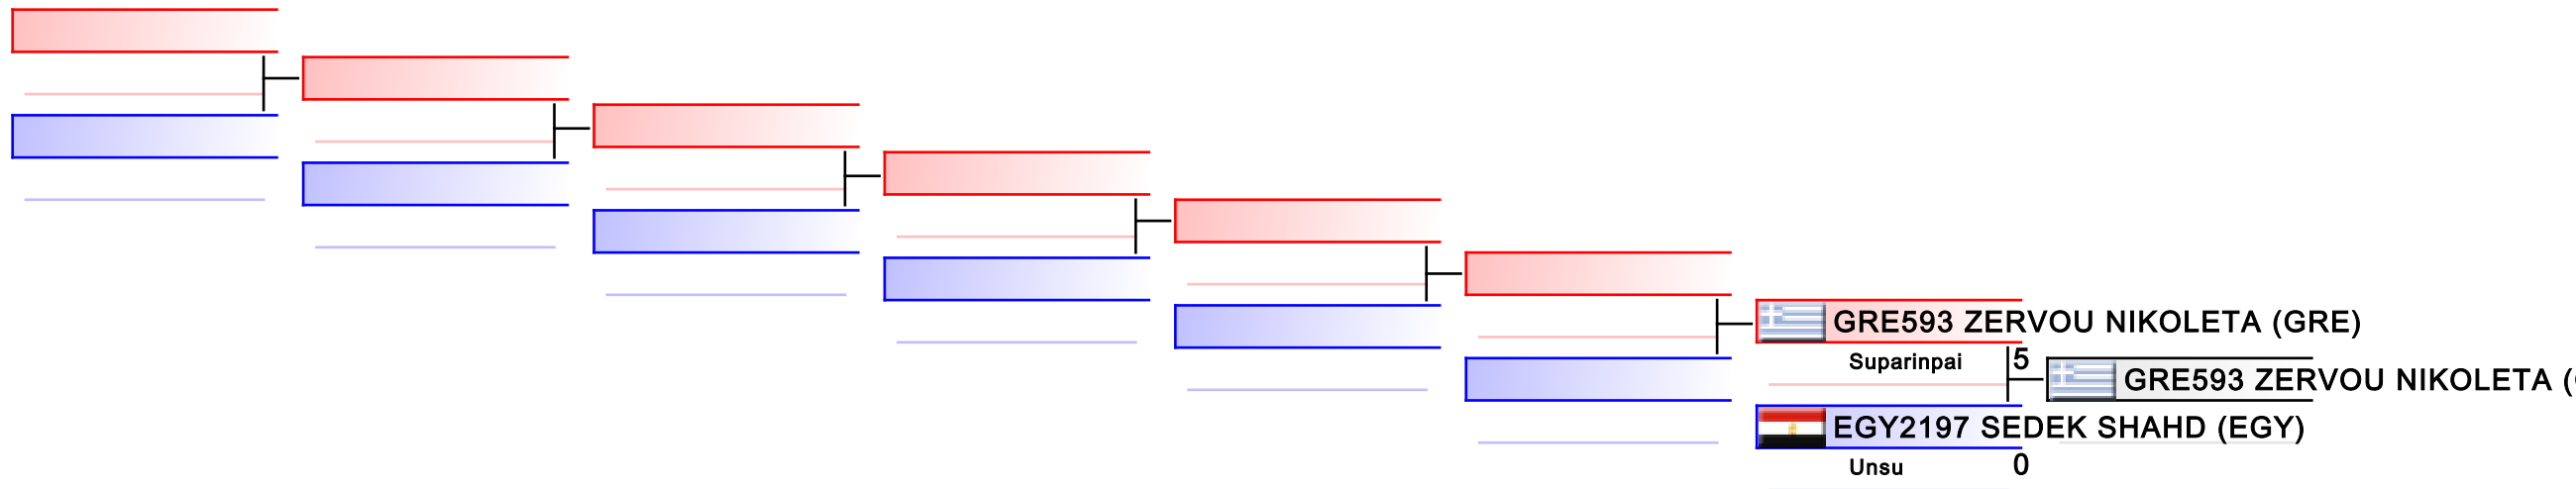 GRE593 ZERVOU NIKOLETA (GRE)
Suparinpai
5
GRE593 ZERVOU NIKOLETA (
EGY2197 SEDEK SHAHD (EGY)
Unsu
0